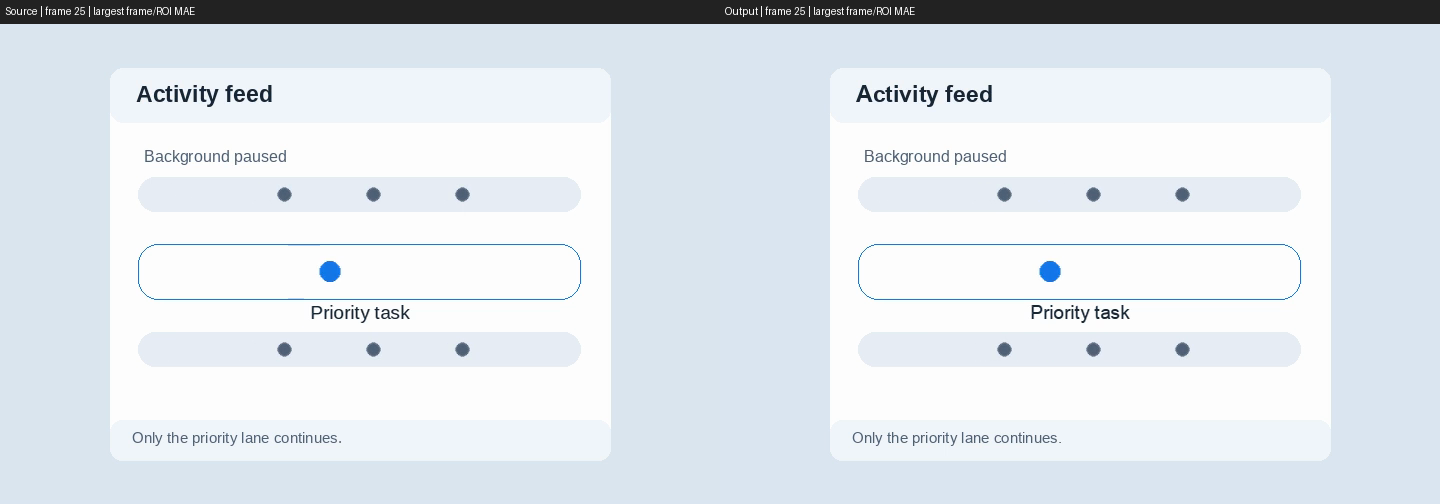 Source | frame 25 | largest frame/ROI MAE
Output | frame 25 | largest frame/ROI MAE
Activity feed
Background paused
Priority task
Only the priority lane continues.
Activity feed
Background paused
Priority task
Only the priority lane continues.